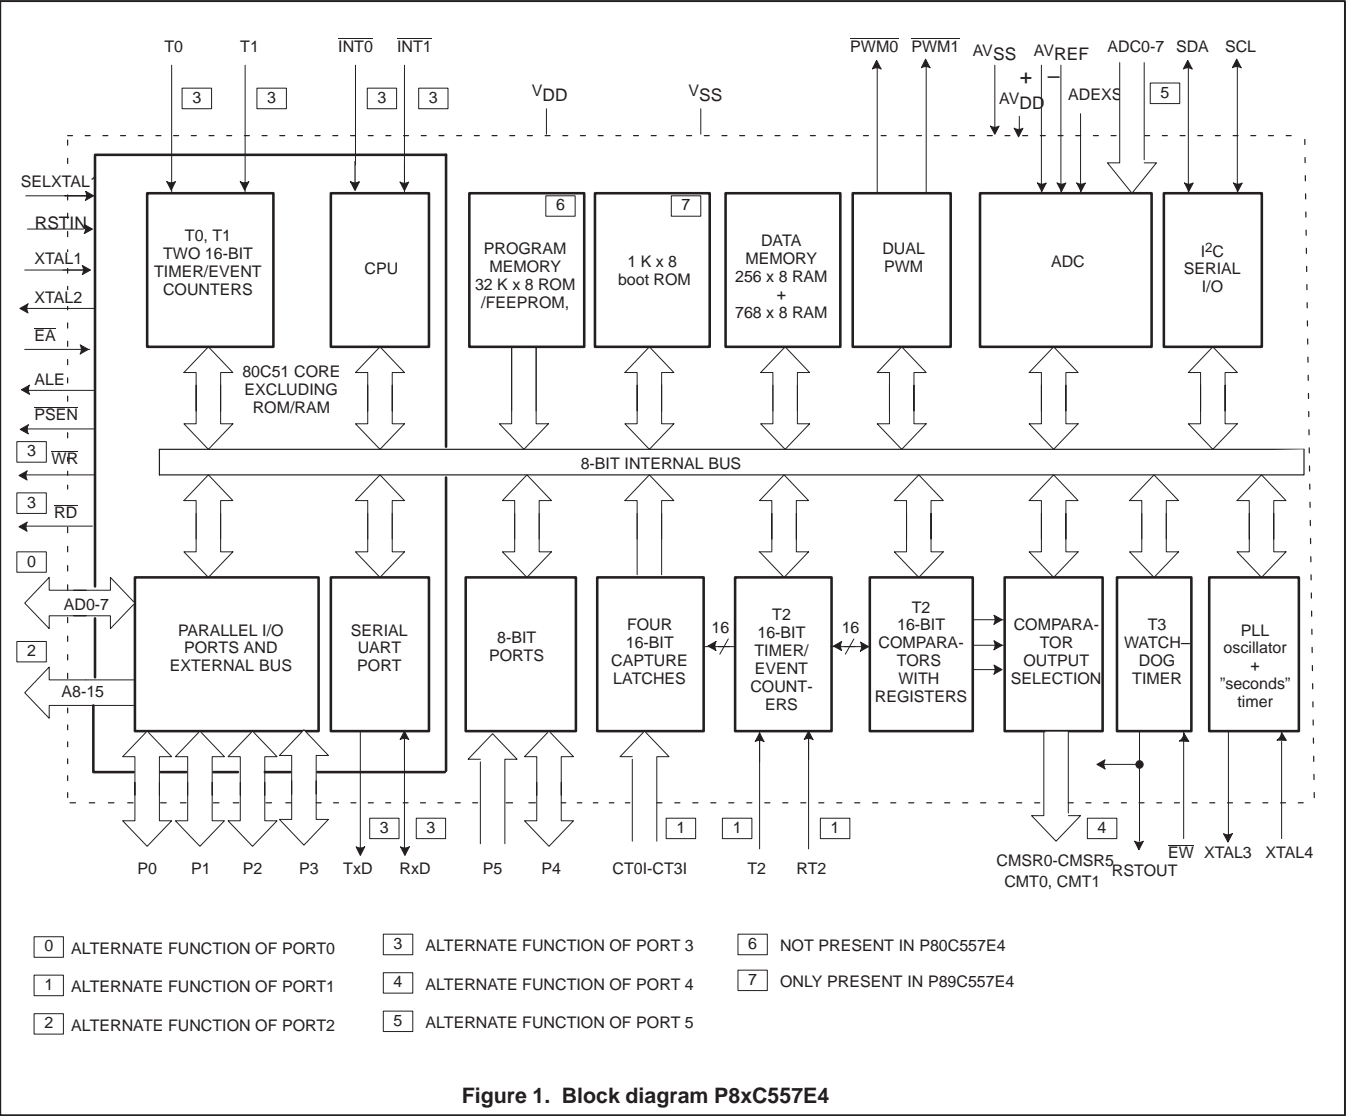 T0 T1 INT0 INT1 PWM0 PWM1 AVSS AVREF ADC0-7 SDA SCL
+ −
3 3 3 3 VDD VSS AVDD ADEXS 5
SELXTAL1
RSTIN
XTAL1
XTAL2
EA
ALE
PSEN
3 WR
3 RD
0
AD0-7
2
A8-15
T0, T1
TWO 16-BIT
TIMER/EVENT
COUNTERS
CPU
80C51 CORE
EXCLUDING
ROM/RAM
6
PROGRAM
MEMORY
32 K x 8 ROM
/FEEPROM,
7
1 K x 8
boot ROM
DATA
MEMORY
256 x 8 RAM
+
768 x 8 RAM
DUAL
PWM
ADC
I2C
SERIAL
I/O
8-BIT INTERNAL BUS
PARALLEL I/O
PORTS AND
EXTERNAL BUS
SERIAL
UART
PORT
8-BIT
PORTS
FOUR
16-BIT
CAPTURE
LATCHES
16
T2
16-BIT
TIMER/
EVENT
COUNT-
ERS
16
T2
16-BIT
COMPARA-
TORS
WITH
REGISTERS
COMPARA-
TOR
OUTPUT
SELECTION
T3
WATCH–
DOG
TIMER
PLL
oscillator
+
”seconds”
timer
3 3 1 1 1 4
P0 P1 P2 P3 TxD RxD P5 P4 CT0I-CT3I T2 RT2
CMSR0-CMSR5
CMT0, CMT1
RSTOUT
EW
XTAL3 XTAL4
0 ALTERNATE FUNCTION OF PORT0
1 ALTERNATE FUNCTION OF PORT1
2 ALTERNATE FUNCTION OF PORT2
3 ALTERNATE FUNCTION OF PORT 3
4 ALTERNATE FUNCTION OF PORT 4
5 ALTERNATE FUNCTION OF PORT 5
6 NOT PRESENT IN P80C557E4
7 ONLY PRESENT IN P89C557E4
Figure 1. Block diagram P8xC557E4